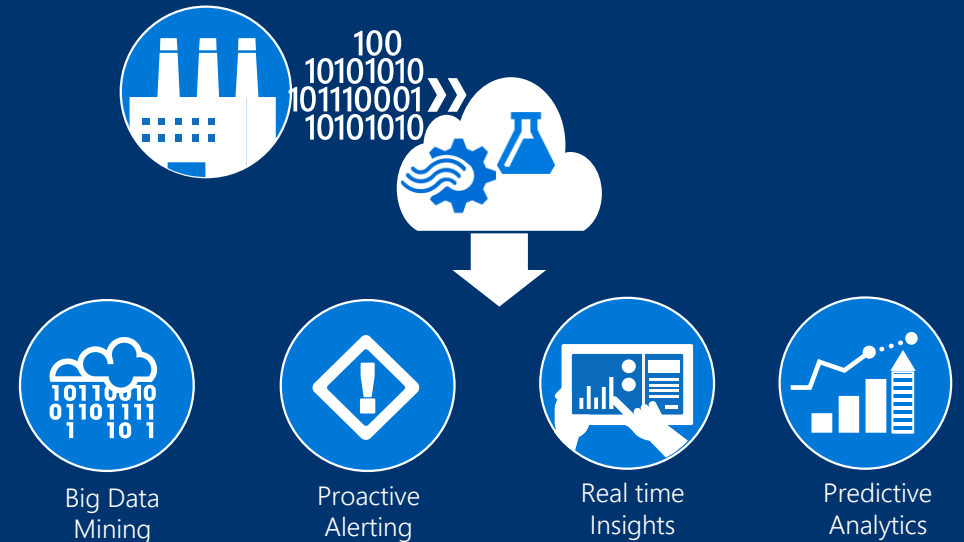 100
10101010
101110001
10101010
10110010
01101111
1 10 1
Big Data
Mining
Proactive
Alerting
Real time
Insights
Predictive
Analytics